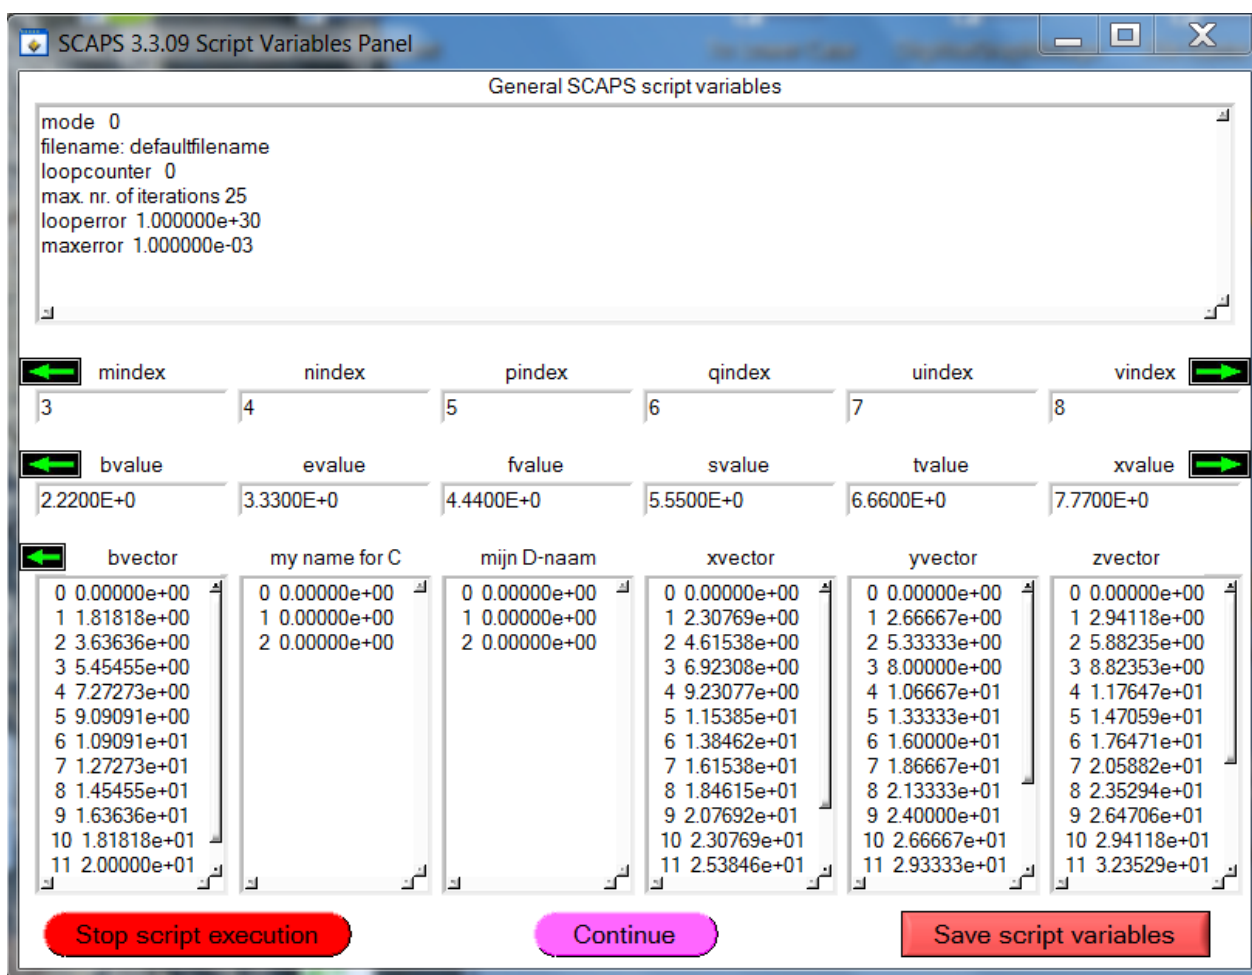 SCAPS 3.3.09 Script Variables Panel
General SCAPS script variables
mode 0
filename: defaultfilename
loopcounter 0
max. nr. of iterations 25
looperror 1.000000e+30
maxerror 1.000000e-03
mindex nindex pindex qindex uindex vindex
3 4 5 6 7 8
bvalue evalue fvalue svalue tvalue xvalue
2.2200E+0 3.3300E+0 4.4400E+0 5.5500E+0 6.6600E+0 7.7700E+0
bvector my name for C mijn D-naam xvector yvector zvector
0 0.00000e+00 0 0.00000e+00 0 0.00000e+00 0 0.00000e+00 0 0.00000e+00 0 0.00000e+00
1 1.81818e+00 1 0.00000e+00 1 0.00000e+00 1 2.30769e+00 1 2.66667e+00 1 2.94118e+00
2 3.63636e+00 2 0.00000e+00 2 0.00000e+00 2 4.61538e+00 2 5.33333e+00 2 5.88235e+00
3 5.45455e+00 3 6.92308e+00 3 8.00000e+00 3 8.82353e+00
4 7.27273e+00 4 9.23077e+00 4 1.06667e+01 4 1.17647e+01
5 9.09091e+00 5 1.15385e+01 5 1.33333e+01 5 1.47059e+01
6 1.09091e+01 6 1.38462e+01 6 1.60000e+01 6 1.76471e+01
7 1.27273e+01 7 1.61538e+01 7 1.86667e+01 7 2.05882e+01
8 1.45455e+01 8 1.84615e+01 8 2.13333e+01 8 2.35294e+01
9 1.63636e+01 9 2.07692e+01 9 2.40000e+01 9 2.64706e+01
10 1.81818e+01 10 2.30769e+01 10 2.66667e+01 10 2.94118e+01
11 2.00000e+01 11 2.53846e+01 11 2.93333e+01 11 3.23529e+01
Stop script execution Continue Save script variables